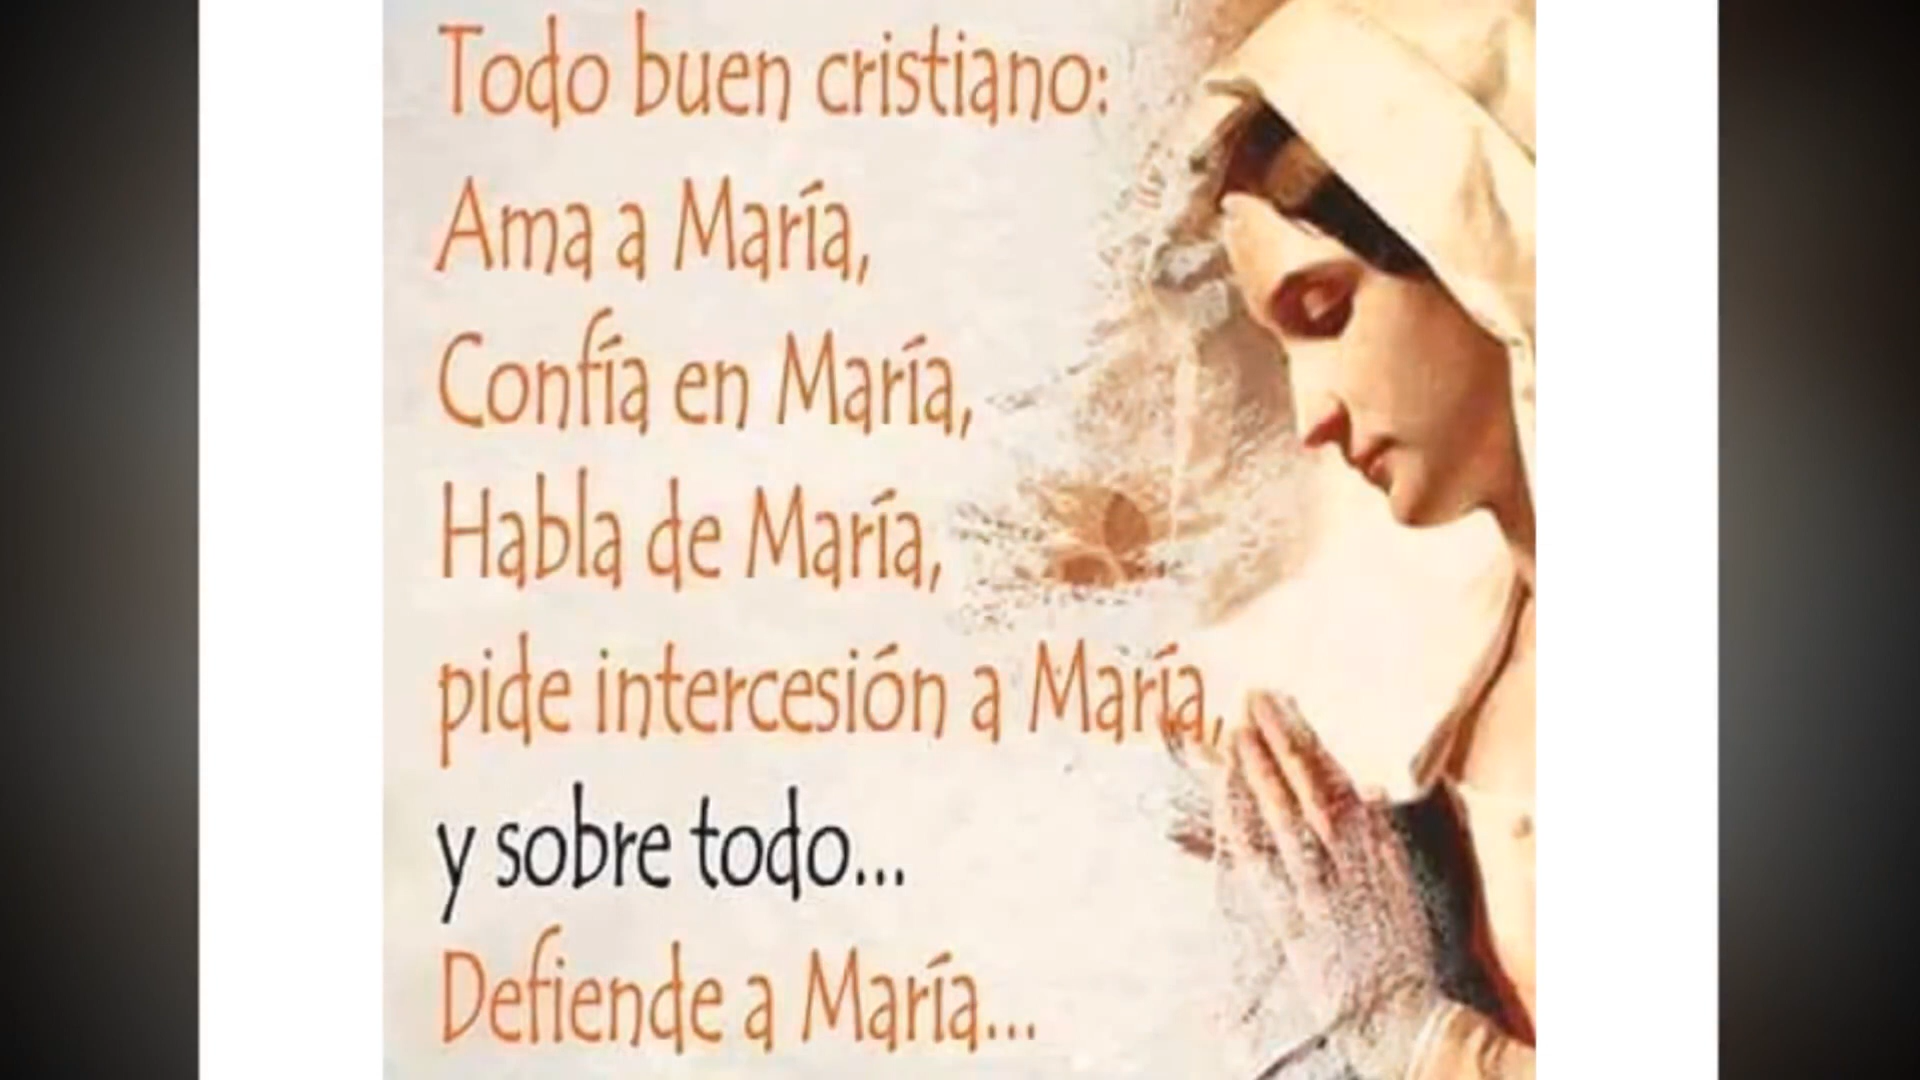 Todo buen cristiano:
Ama a María,
Confía en María,
Habla de María,
pide intercesión a María,
y sobre todo...
Defiende a María...